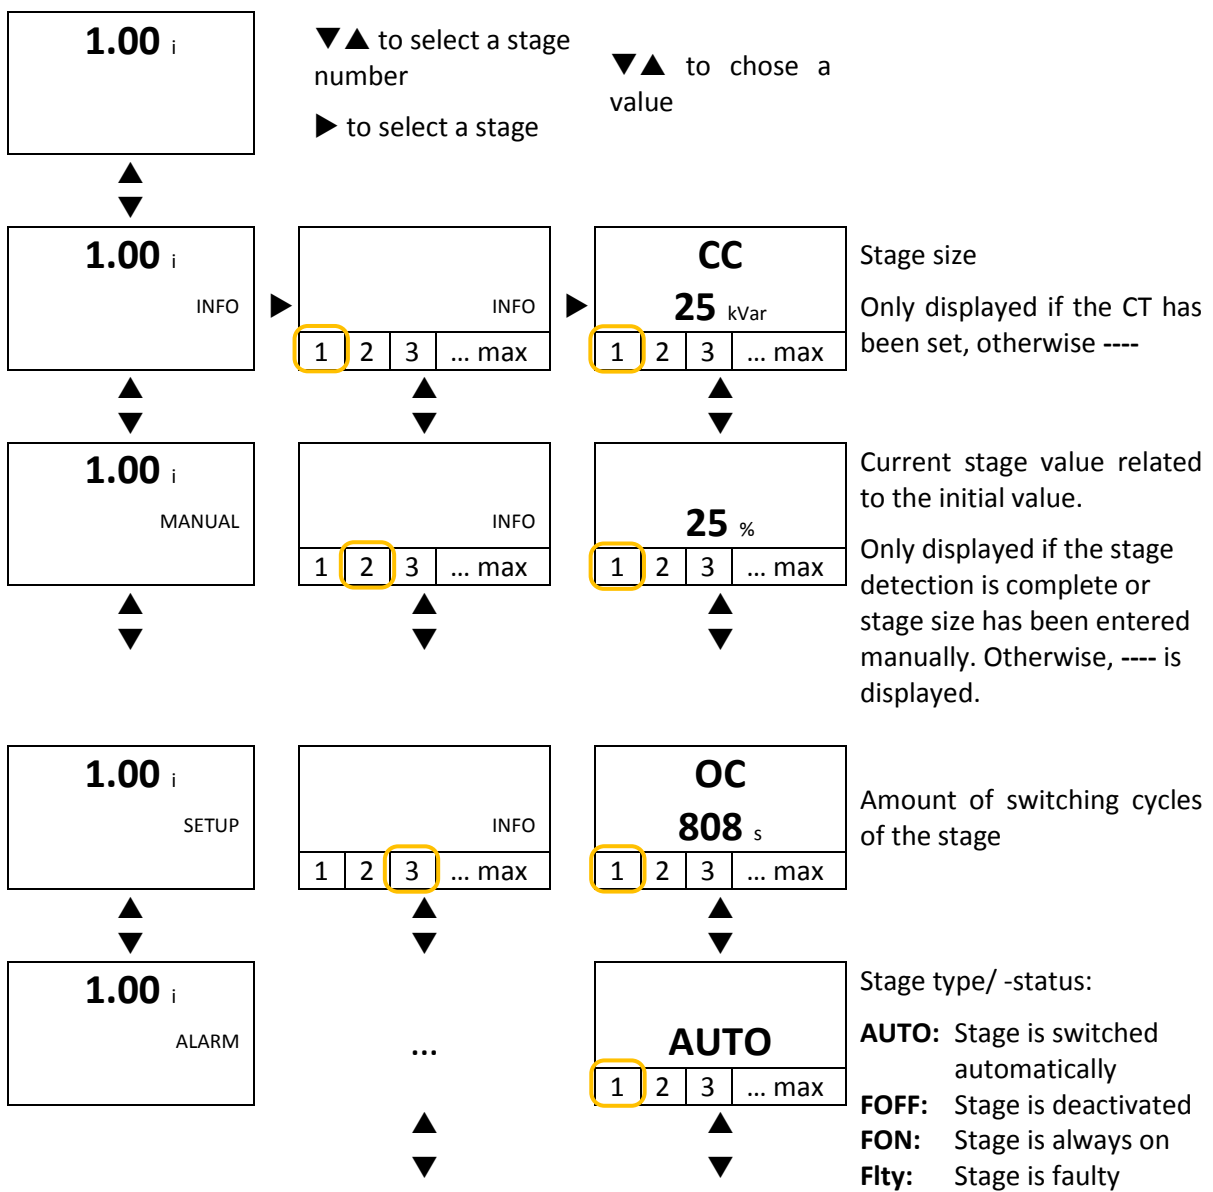 1.00 i
▼▲ to select a stage
number
▶ to select a stage
▼▲ to chose a
value
1.00 i
INFO
INFO
1 2 3 ... max
CC
25 kVar
1 2 3 ... max
Stage size
Only displayed if the CT has
been set, otherwise ----
1.00 i
MANUAL
INFO
1 2 3 ... max
25 %
1 2 3 ... max
Current stage value related
to the initial value.
Only displayed if the stage
detection is complete or
stage size has been entered
manually. Otherwise, ---- is
displayed.
1.00 i
SETUP
INFO
1 2 3 ... max
OC
808 s
1 2 3 ... max
Amount of switching cycles
of the stage
1.00 i
ALARM
...
AUTO
1 2 3 ... max
Stage type/ -status:
AUTO: Stage is switched
automatically
FOFF: Stage is deactivated
FON: Stage is always on
Flty: Stage is faulty